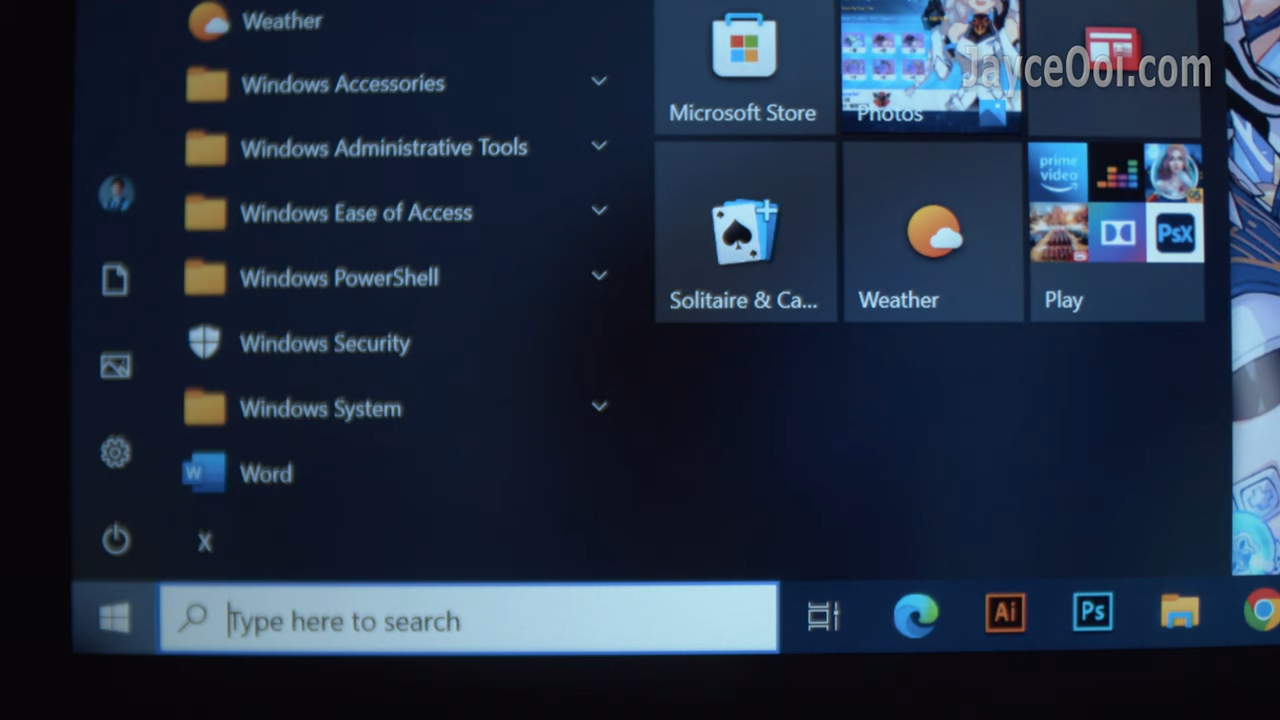 Weather
Windows Accessories
Windows Administrative Tools
Windows Ease of Access
Windows PowerShell
Windows Security
Windows System
W
Word
X
Type here to search
JayceOoi.com
Microsoft Store
Photos
Solitaire & Ca...
Weather
prime
video
PsX
Play
Ai
Ps